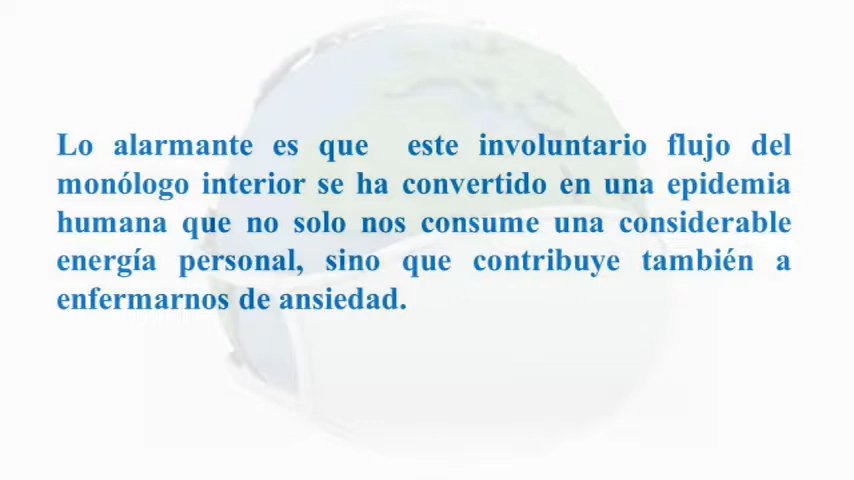 Lo alarmante es que este involuntario flujo del
monólogo interior se ha convertido en una epidemia
humana que no solo nos consume una considerable
energía personal, sino que contribuye también a
enfermarnos de ansiedad.